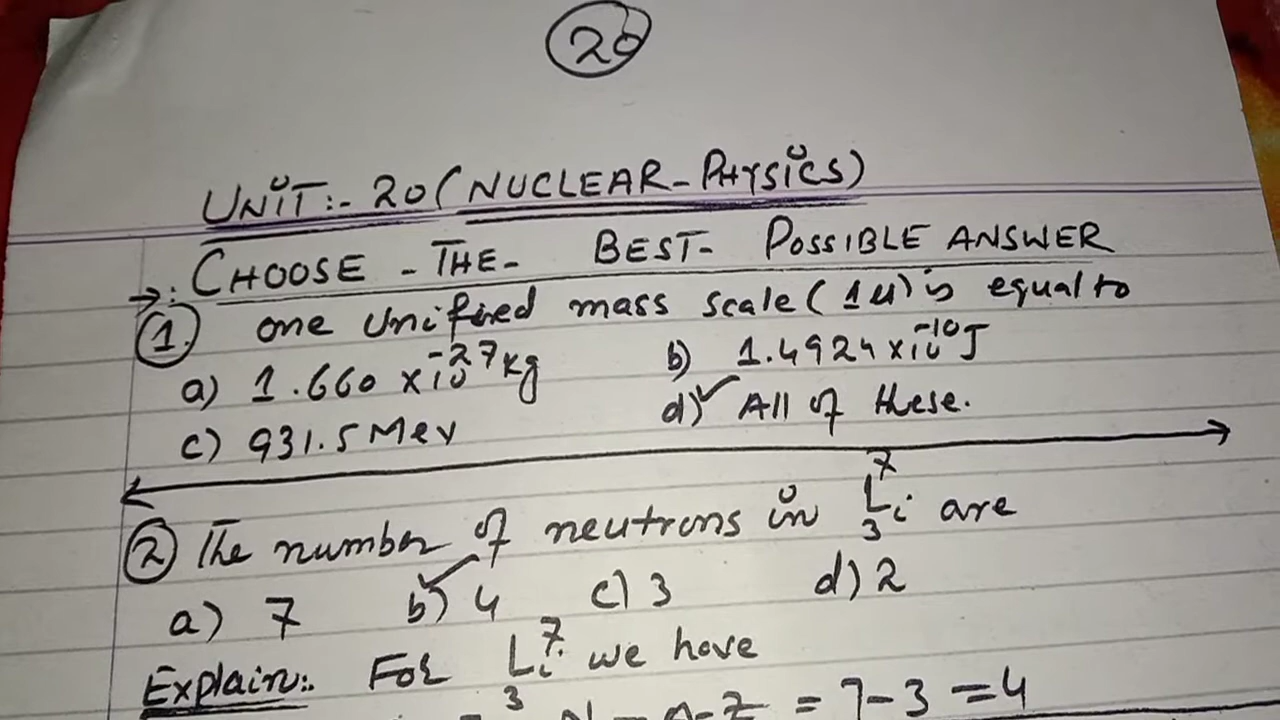 20
UNIT:- 20 (NUCLEAR-PHYSICS)
→: CHOOSE-THE- BEST- POSSIBLE ANSWER
1. one unified mass scale (1u) is equal to
a) 1.660 x10^-27 kg b) 1.4924 x10^-10 J
c) 931.5 Mev d) ✓ All of these.
2 The number of neutrons in ⁷₃Li are
a) 7 b) ✓ 4 c) 3 d) 2
Explain:. For ⁷₃Li we have
= N = A-Z = 7-3 = 4